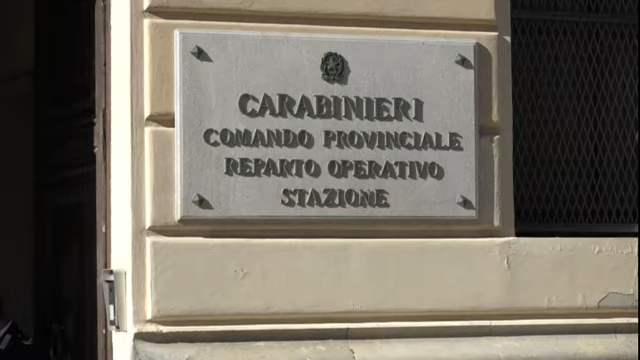 CARABINIERI
COMANDO PROVINCIALE
REPARTO OPERATIVO
STAZIONE